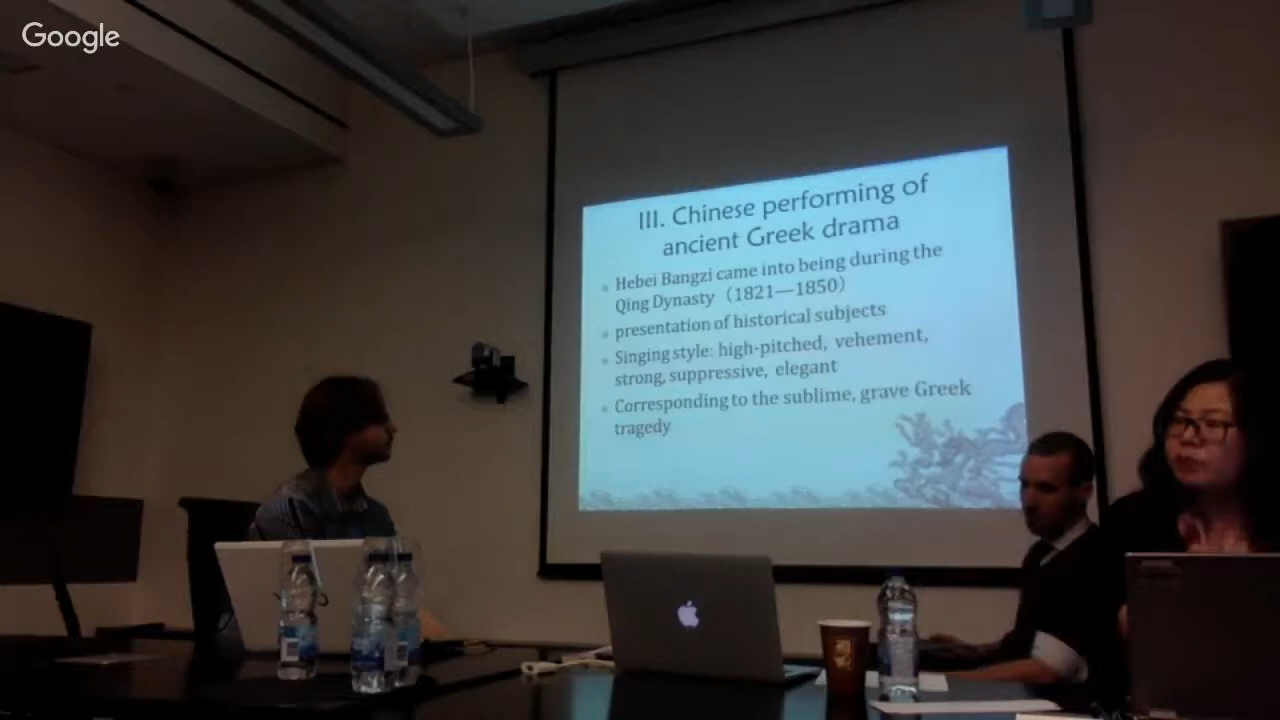 Google
III. Chinese performing of
ancient Greek drama
Hebei Bangzi came into being during the
Qing Dynasty（1821—1850）
presentation of historical subjects
Singing style: high-pitched, vehement,
strong, suppressive, elegant
Corresponding to the sublime, grave Greek
tragedy